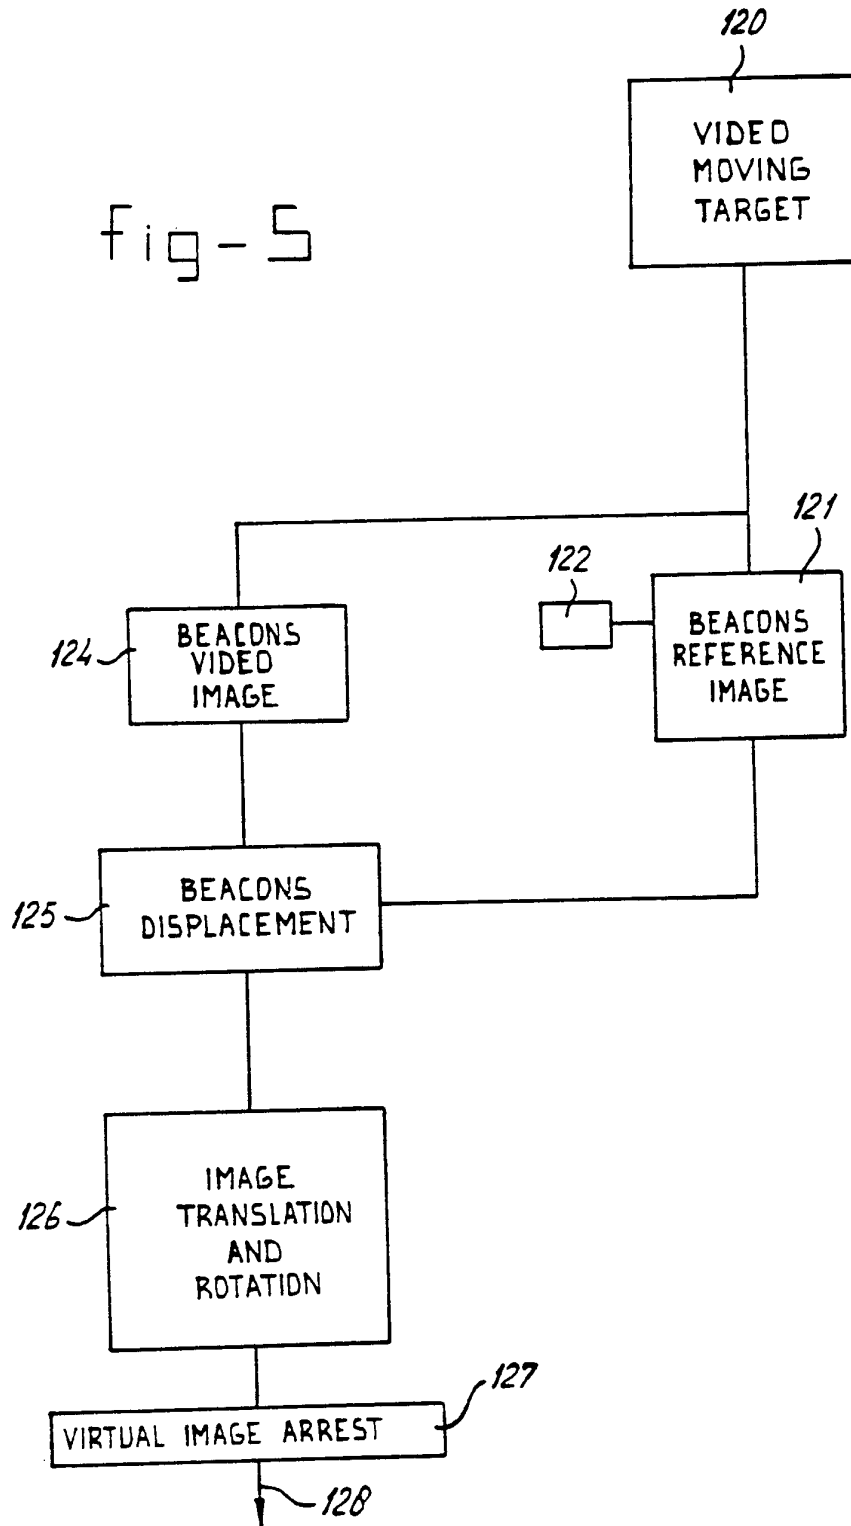 120
VIDEO
MOVING
TARGET
fig-5
121
122
BEACONS
REFERENCE
IMAGE
124
BEACONS
VIDEO
IMAGE
125
BEACONS
DISPLACEMENT
126
IMAGE
TRANSLATION
AND
ROTATION
127
VIRTUAL IMAGE ARREST
128